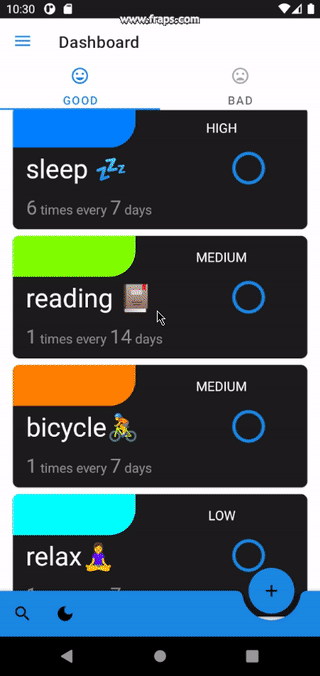 10:30
www.fraps.com
Dashboard
GOOD
BAD
HIGH
sleep 💤
6 times every 7 days
MEDIUM
reading 📔
1 times every 14 days
MEDIUM
bicycle🚴
1 times every 7 days
LOW
relax🧘‍♀️
+